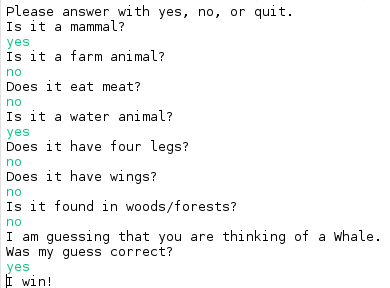 Please answer with yes, no, or quit.
Is it a mammal?
yes
Is it a farm animal?
no
Does it eat meat?
no
Is it a water animal?
yes
Does it have four legs?
no
Does it have wings?
no
Is it found in woods/forests?
no
I am guessing that you are thinking of a Whale.
Was my guess correct?
yes
I win!